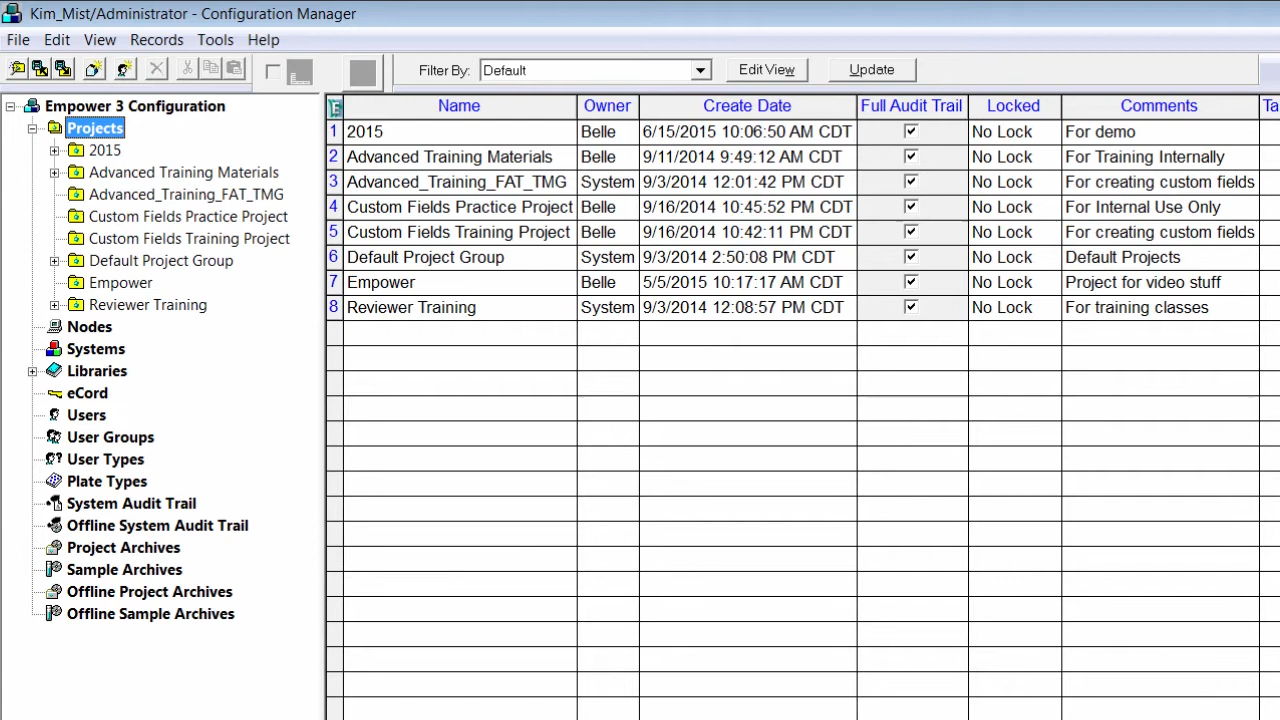 Kim_Mist/Administrator - Configuration Manager
File Edit View Records Tools Help
Filter By: Default Edit View Update
Empower 3 Configuration
Projects
2015
Advanced Training Materials
Advanced_Training_FAT_TMG
Custom Fields Practice Project
Custom Fields Training Project
Default Project Group
Empower
Reviewer Training
Nodes
Systems
Libraries
eCord
Users
User Groups
User Types
Plate Types
System Audit Trail
Offline System Audit Trail
Project Archives
Sample Archives
Offline Project Archives
Offline Sample Archives
Name Owner Create Date Full Audit Trail Locked Comments Ta
1 2015 Belle 6/15/2015 10:06:50 AM CDT No Lock For demo
2 Advanced Training Materials Belle 9/11/2014 9:49:12 AM CDT No Lock For Training Internally
3 Advanced_Training_FAT_TMG System 9/3/2014 12:01:42 PM CDT No Lock For creating custom fields
4 Custom Fields Practice Project Belle 9/16/2014 10:45:52 PM CDT No Lock For Internal Use Only
5 Custom Fields Training Project Belle 9/16/2014 10:42:11 PM CDT No Lock For creating custom fields
6 Default Project Group System 9/3/2014 2:50:08 PM CDT No Lock Default Projects
7 Empower Belle 5/5/2015 10:17:17 AM CDT No Lock Project for video stuff
8 Reviewer Training System 9/3/2014 12:08:57 PM CDT No Lock For training classes